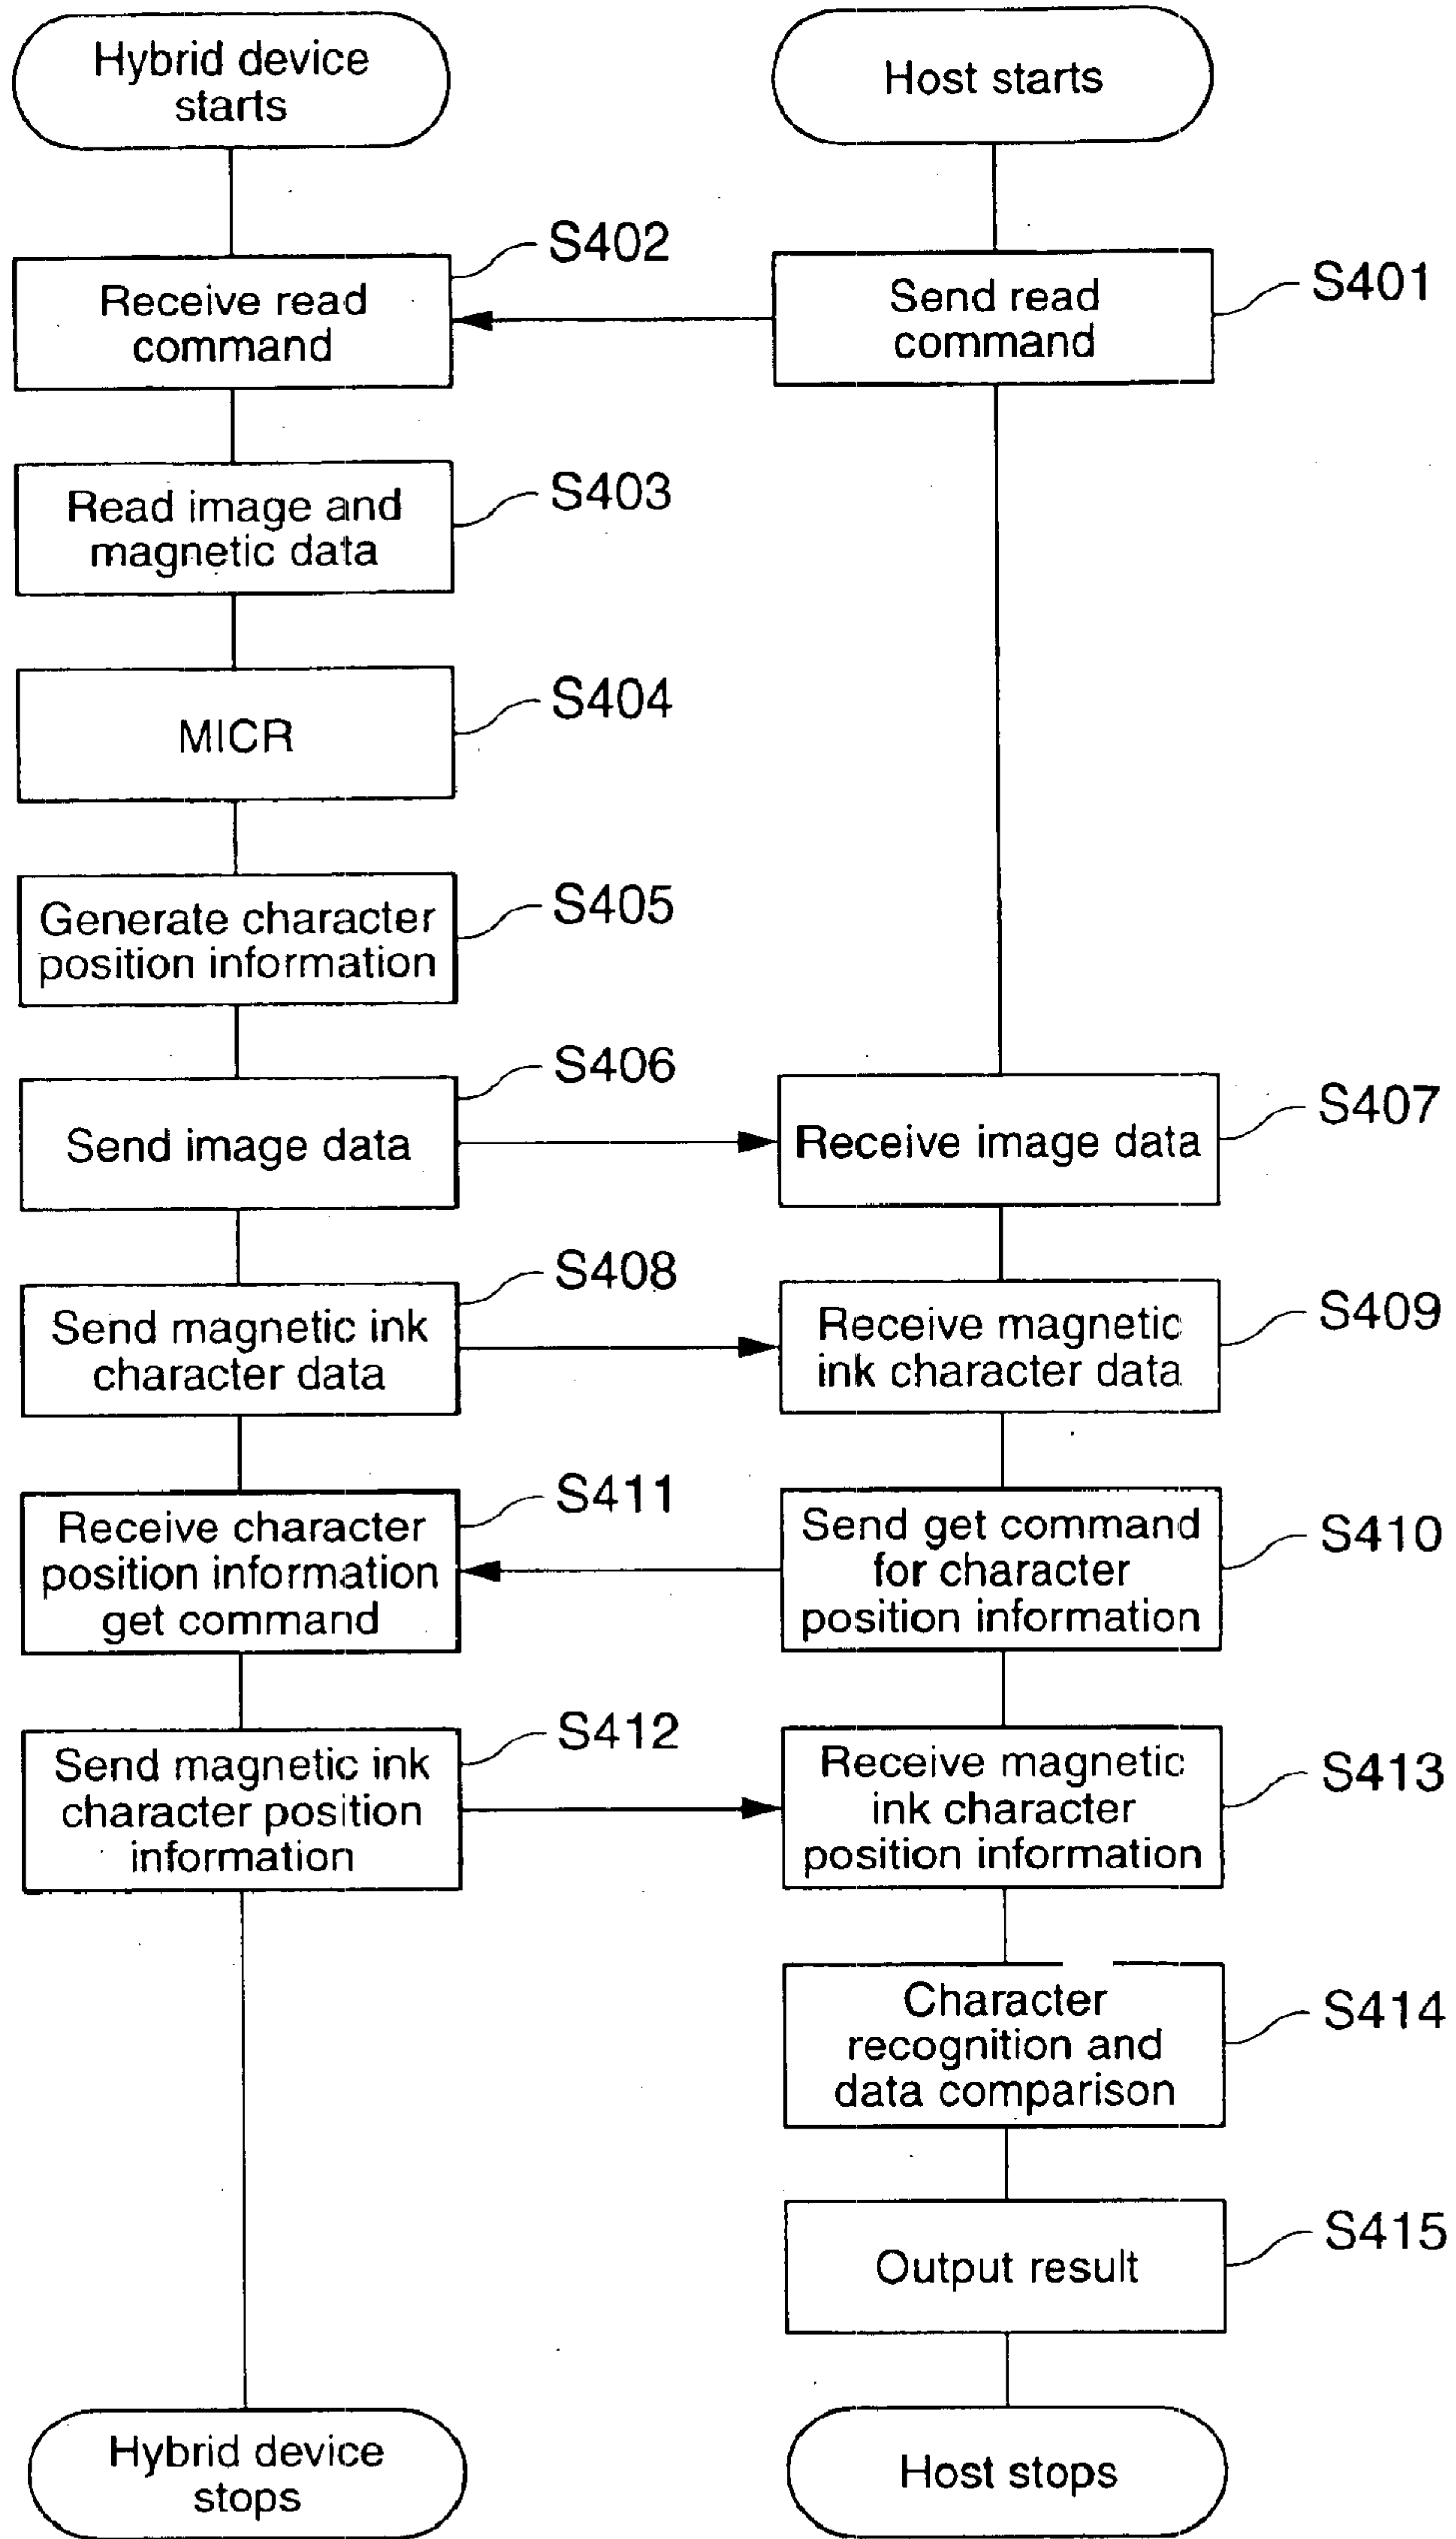 Hybrid device
starts
Host starts
S402
Receive read
command
S401
Send read
command
S403
Read image and
magnetic data
S404
MICR
S405
Generate character
position information
S406
Send image data
S407
Receive image data
S408
Send magnetic ink
character data
S409
Receive magnetic
ink character data
S411
Receive character
position information
get command
S410
Send get command
for character
position information
S412
Send magnetic ink
character position
information
S413
Receive magnetic
ink character
position information
S414
Character
recognition and
data comparison
S415
Output result
Hybrid device
stops
Host stops